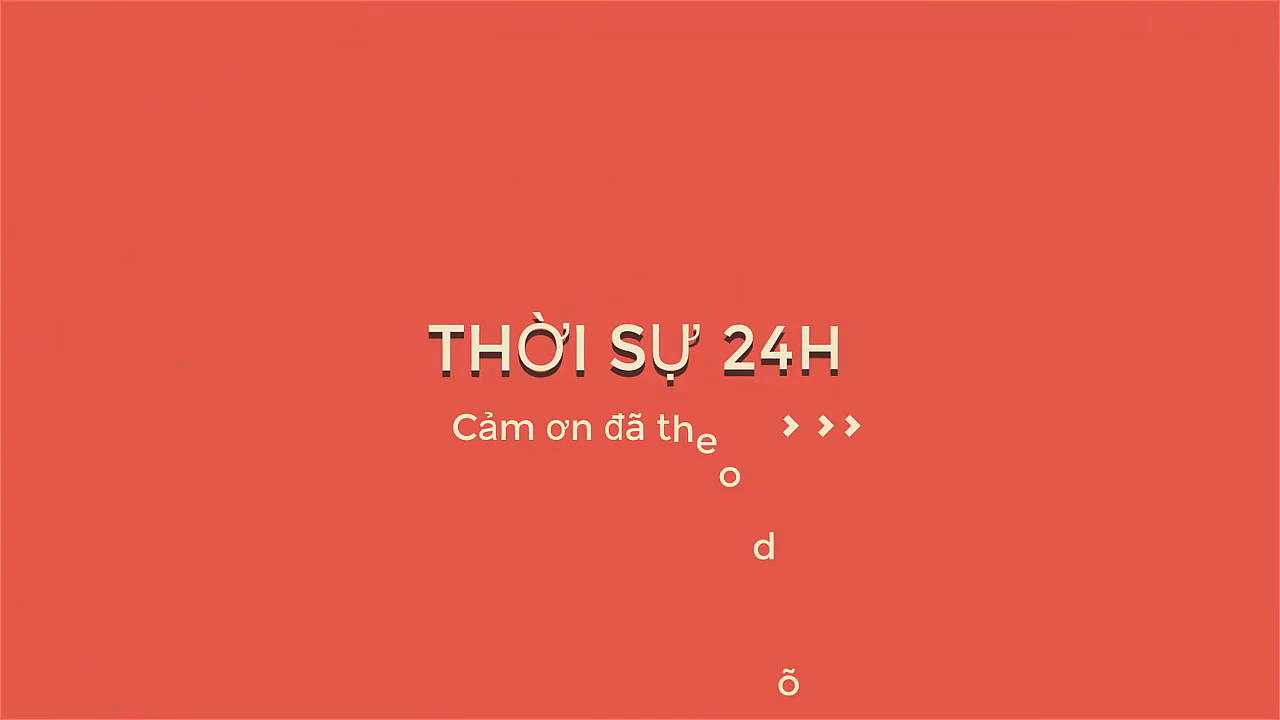 THỜI SỰ 24H
Cảm ơn đã theo dõ